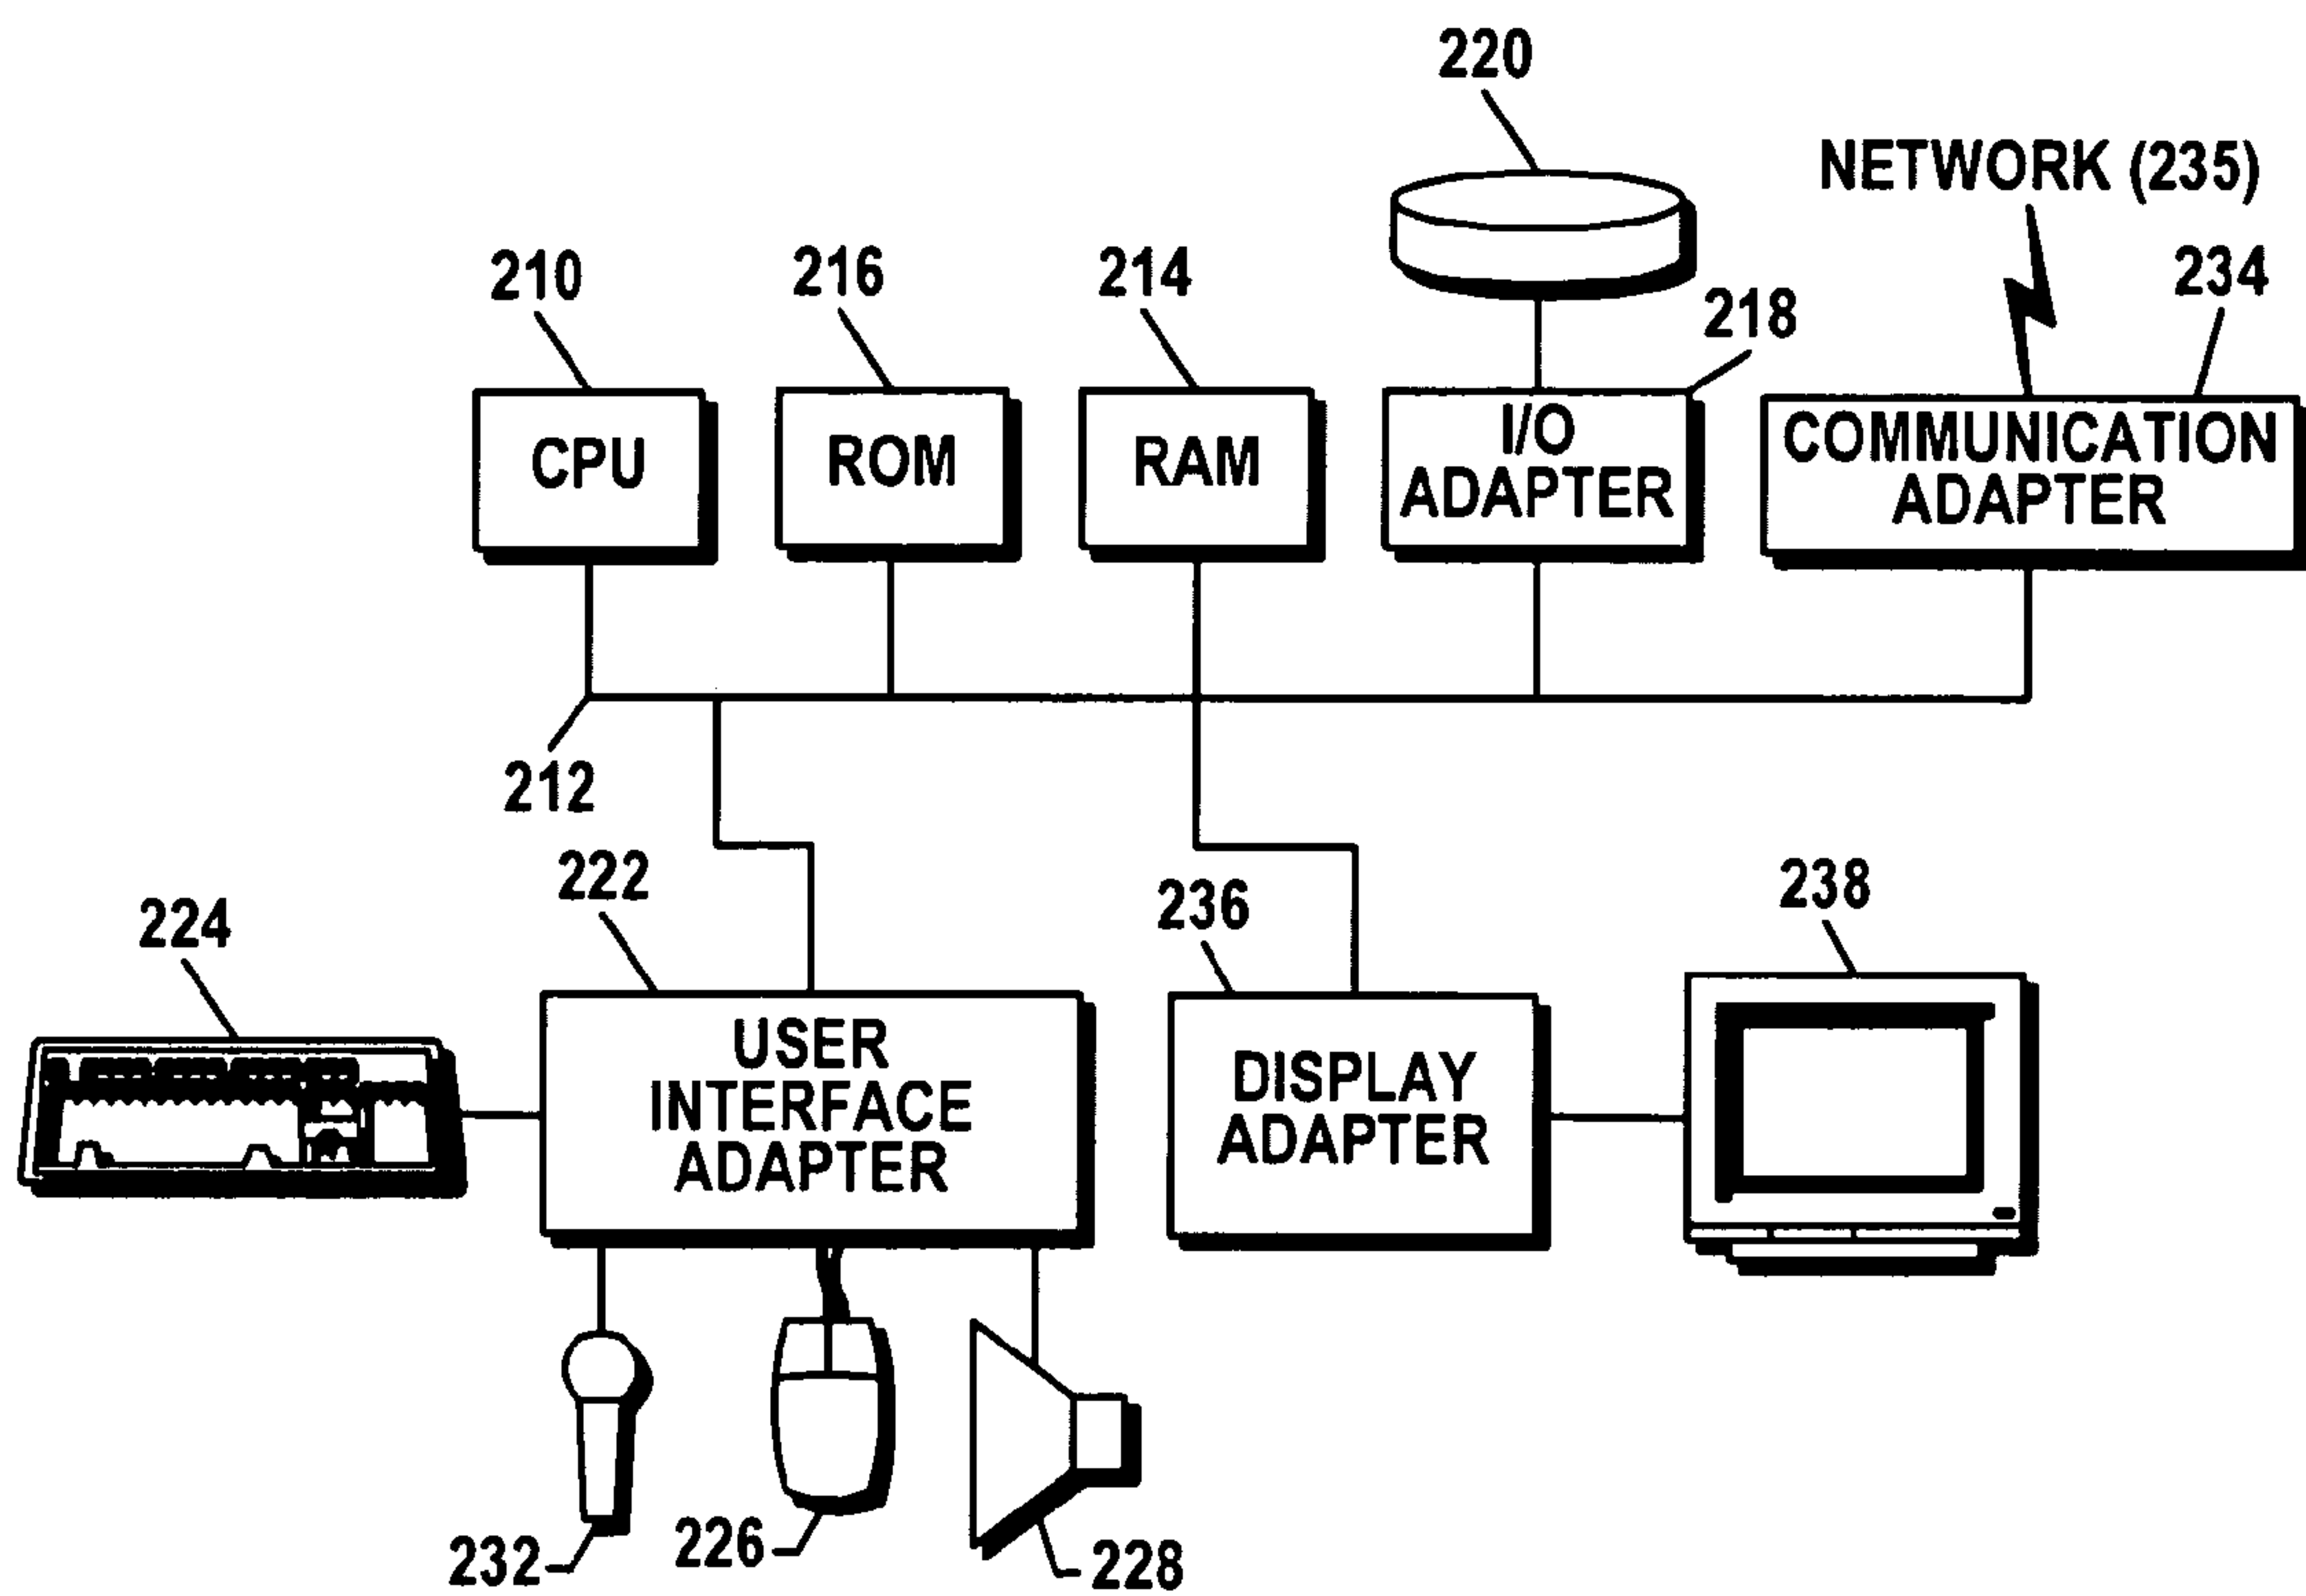 220
NETWORK (235)
210
216
214
234
218
CPU
ROM
RAM
I/O
ADAPTER
COMMUNICATION
ADAPTER
212
222
236
238
224
USER
INTERFACE
ADAPTER
DISPLAY
ADAPTER
232
226
228